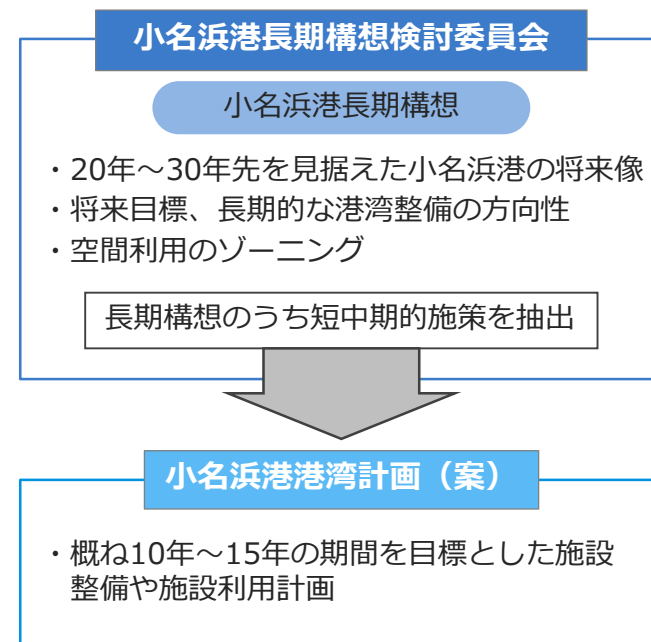 小名浜港長期構想検討委員会
小名浜港長期構想
・20年～30年先を見据えた小名浜港の将来像
・将来目標、長期的な港湾整備の方向性
・空間利用のゾーニング
長期構想のうち短中期的施策を抽出
小名浜港港湾計画（案）
・概ね10年～15年の期間を目標とした施設
整備や施設利用計画